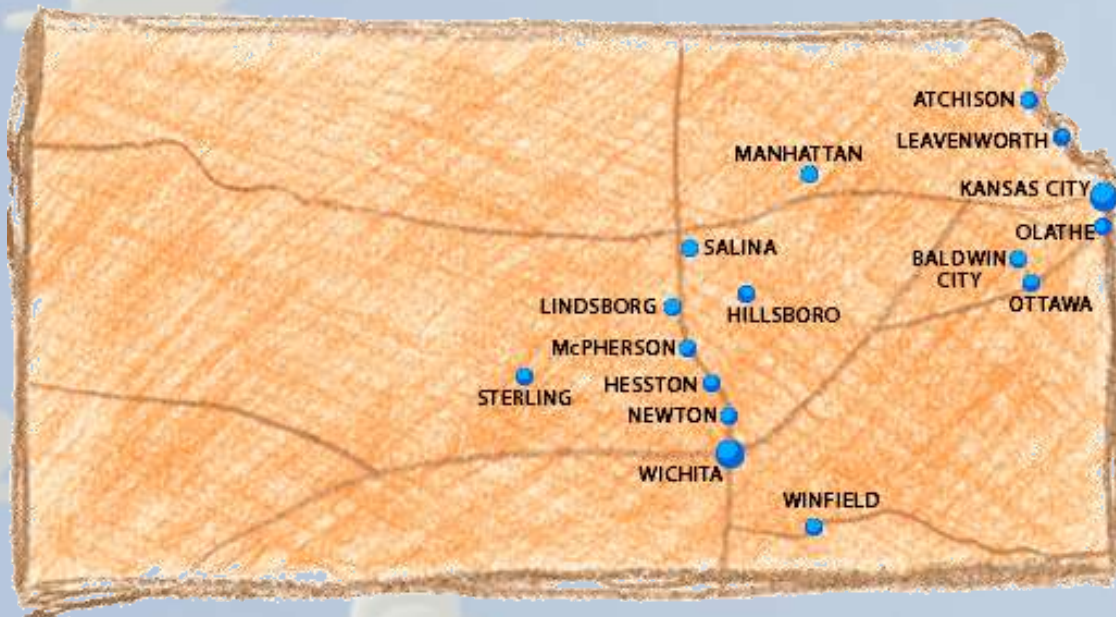 ATCHISON
LEAVENWORTH
MANHATTAN
KANSAS CITY
OLATHE
SALINA
BALDWIN
CITY
OTTAWA
LINDSBORG
HILLSBORO
McPHERSON
HESSTON
STERLING
NEWTON
WICHITA
WINFIELD